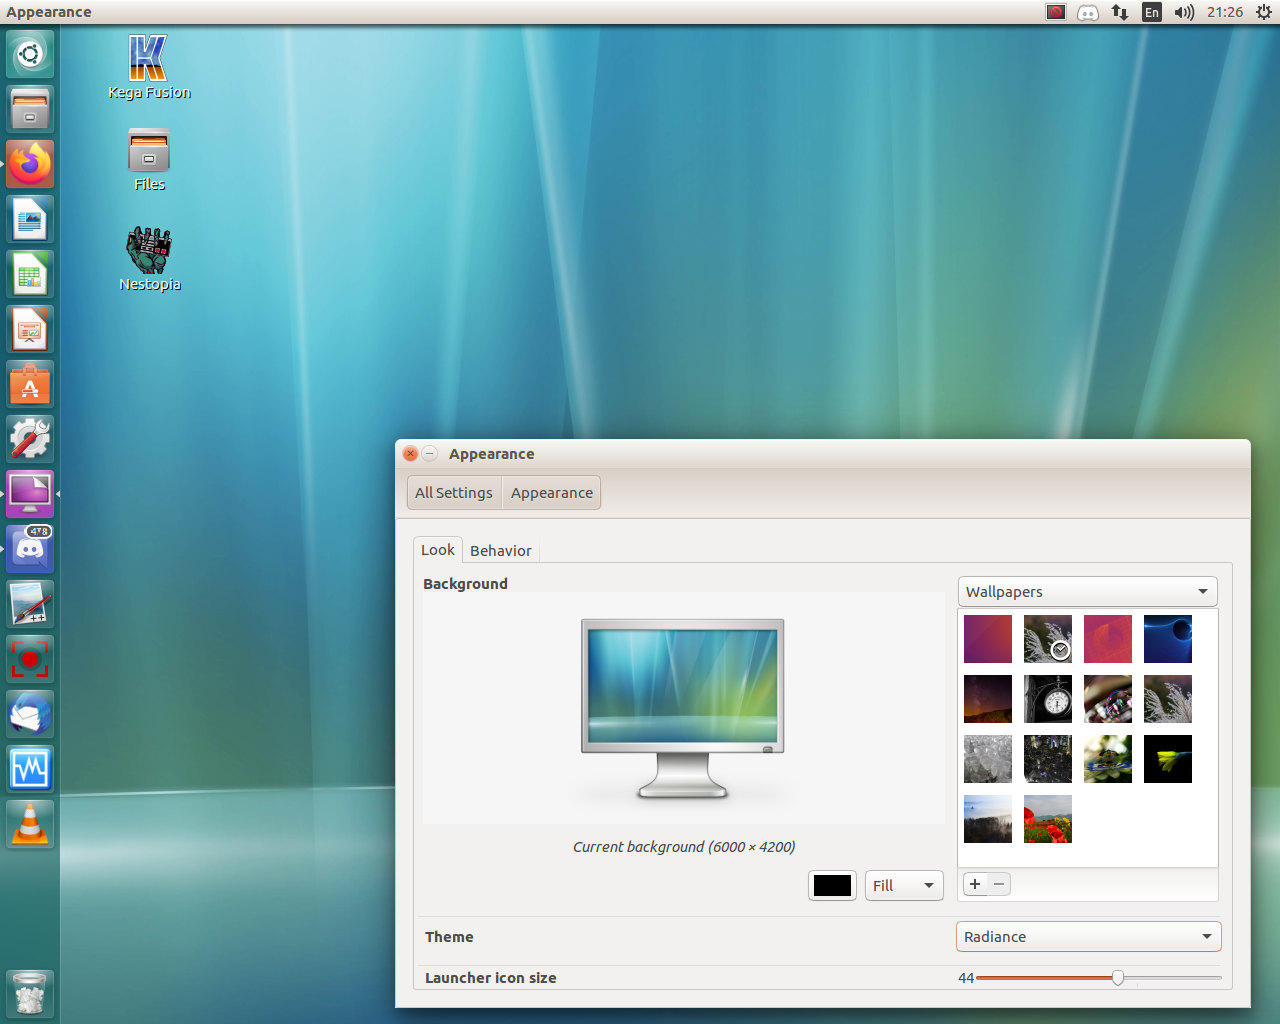 Appearance
En
21:26
Kega Fusion
Files
Nestopia
478
Appearance
All Settings
Appearance
Look
Behavior
Background
Wallpapers
Current background (6000 × 4200)
Fill
Theme
Radiance
Launcher icon size
44